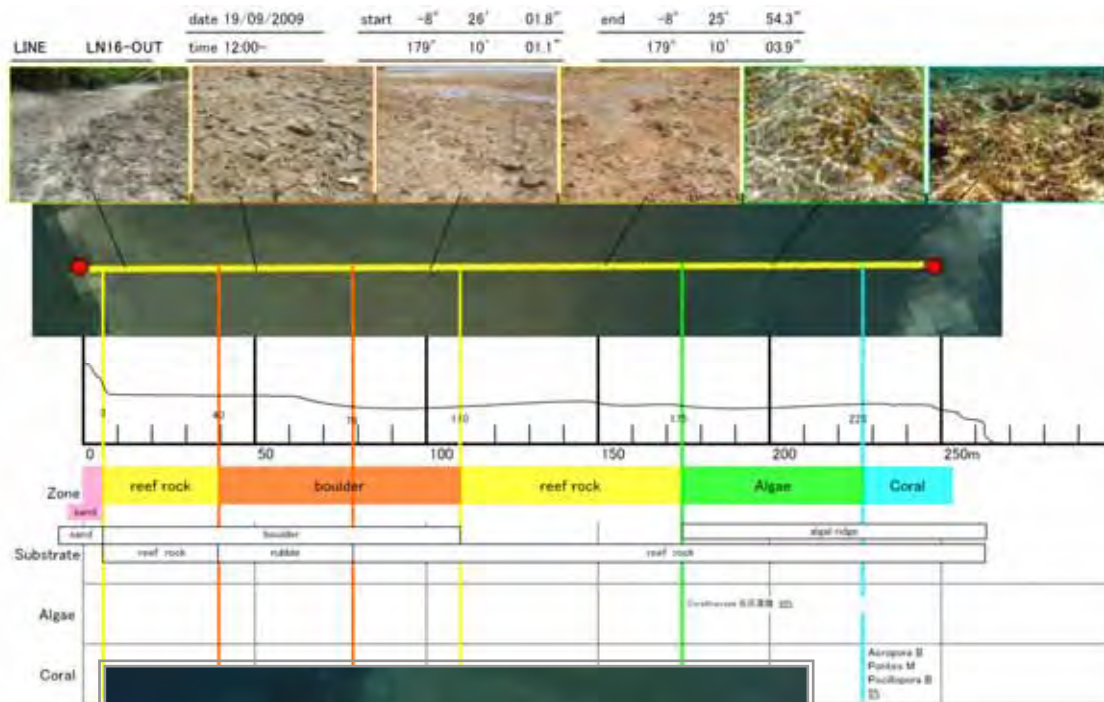 date 19/09/2009 start -8° 26′ 01.8″ end -8° 25′ 54.3″
LINE LN16-OUT time 12:00- 179° 10′ 01.1″ 179° 10′ 03.9″
40 75 110 175
0 50 100 150 200 250m
Zone reef rock boulder reef rock Algae Coral
sand
sand boulder algal ridge
Substrate reef rock rubble reef rock
Algae
Coral Acropora B
Porites M
Pocillopora B